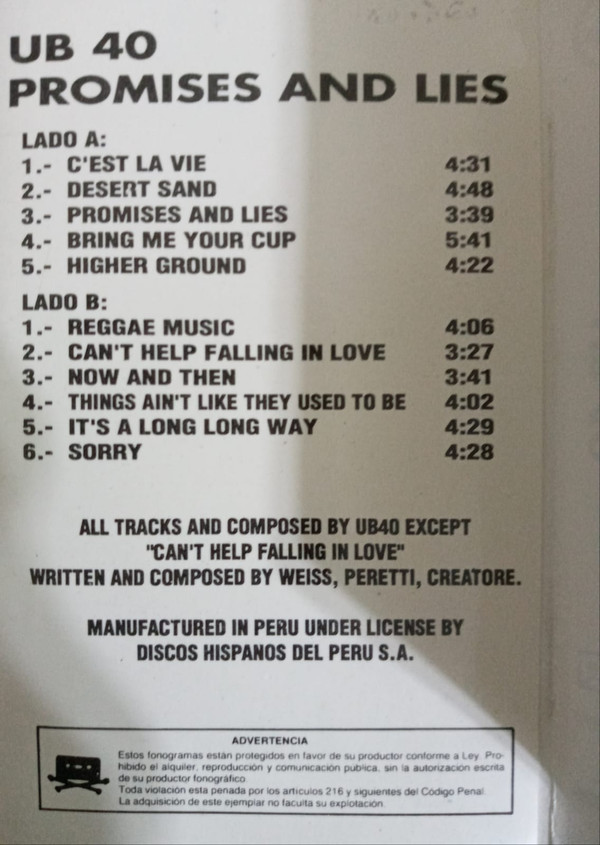 UB 40
PROMISES AND LIES
LADO A:
1.- C'EST LA VIE 4:31
2.- DESERT SAND 4:48
3.- PROMISES AND LIES 3:39
4.- BRING ME YOUR CUP 5:41
5.- HIGHER GROUND 4:22
LADO B:
1.- REGGAE MUSIC 4:06
2.- CAN'T HELP FALLING IN LOVE 3:27
3.- NOW AND THEN 3:41
4.- THINGS AIN'T LIKE THEY USED TO BE 4:02
5.- IT'S A LONG LONG WAY 4:29
6.- SORRY 4:28
ALL TRACKS AND COMPOSED BY UB40 EXCEPT
"CAN'T HELP FALLING IN LOVE"
WRITTEN AND COMPOSED BY WEISS, PERETTI, CREATORE.
MANUFACTURED IN PERU UNDER LICENSE BY
DISCOS HISPANOS DEL PERU S.A.
ADVERTENCIA
Estos fonogramas están protegidos en favor de su productor conforme a Ley. Pro-
hibido el alquiler, reproducción y comunicación pública, sin la autorización escrita
de su productor fonográfico.
Toda violación esta penada por los artículos 216 y siguientes del Código Penal.
La adquisición de este ejemplar no faculta su explotación.